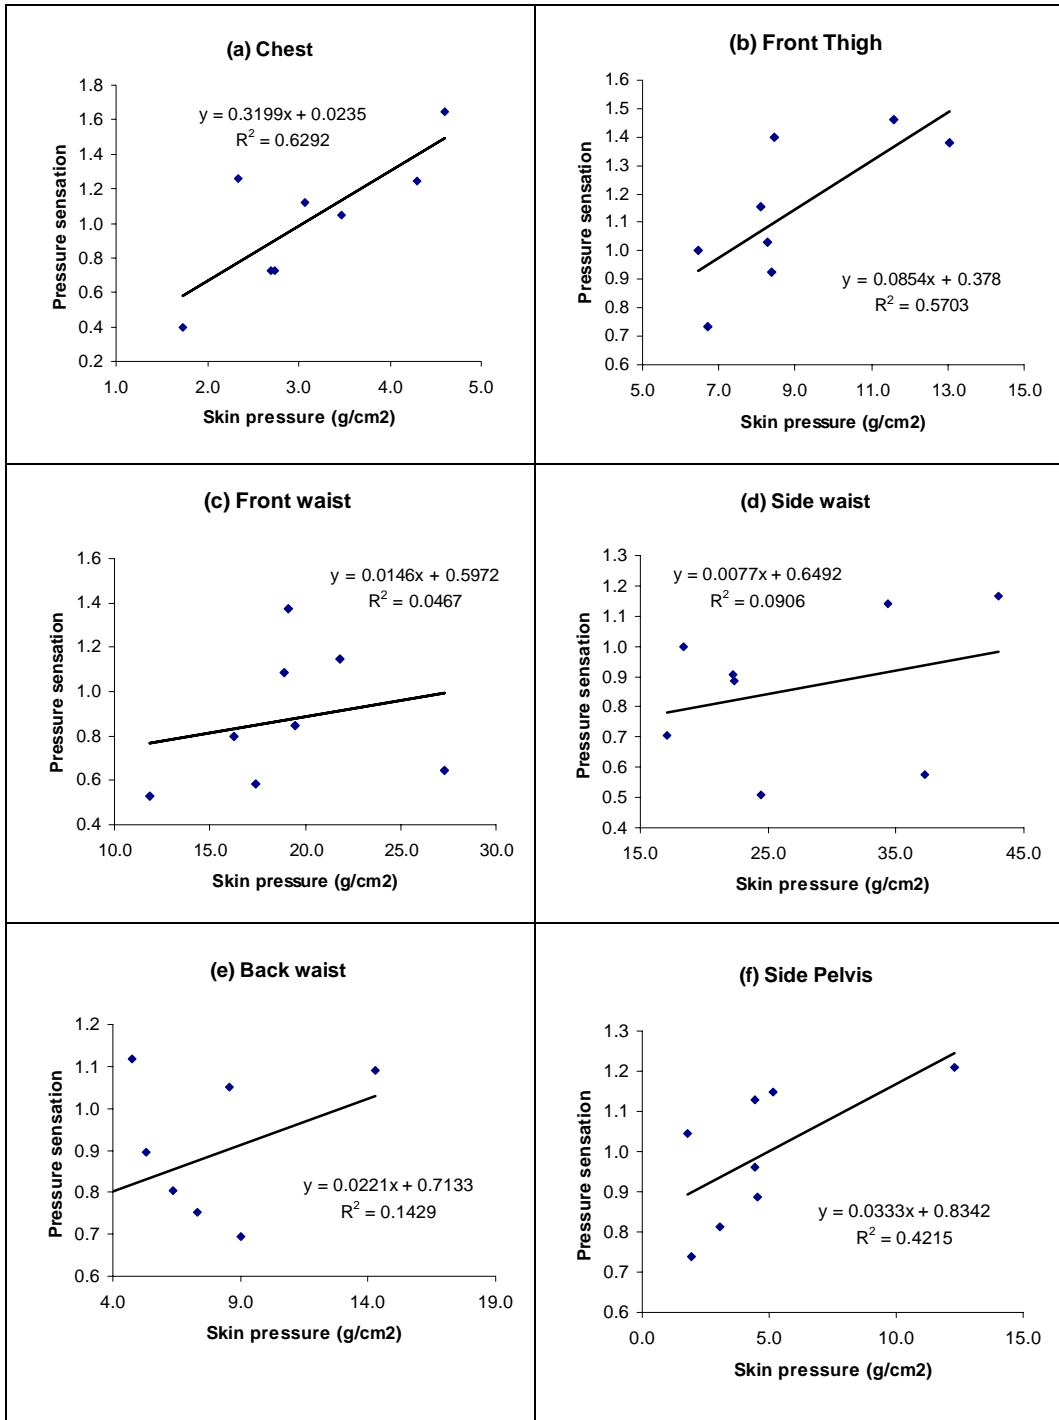 (a) Chest
1.8
1.6
1.4
1.2
1.0
0.8
0.6
0.4
0.2
Pressure sensation
y = 0.3199x + 0.0235
R² = 0.6292
1.0 2.0 3.0 4.0 5.0
Skin pressure (g/cm2)
(b) Front Thigh
1.6
1.5
1.4
1.3
1.2
1.1
1.0
0.9
0.8
0.7
0.6
Pressure sensation
y = 0.0854x + 0.378
R² = 0.5703
5.0 7.0 9.0 11.0 13.0 15.0
Skin pressure (g/cm2)
(c) Front waist
1.6
1.4
1.2
1.0
0.8
0.6
0.4
Pressure sensation
y = 0.0146x + 0.5972
R² = 0.0467
10.0 15.0 20.0 25.0 30.0
Skin pressure (g/cm2)
(d) Side waist
1.3
1.2
1.1
1.0
0.9
0.8
0.7
0.6
0.5
0.4
Pressure sensation
y = 0.0077x + 0.6492
R² = 0.0906
15.0 25.0 35.0 45.0
Skin pressure (g/cm2)
(e) Back waist
1.2
1.1
1.0
0.9
0.8
0.7
0.6
Pressure sensation
y = 0.0221x + 0.7133
R² = 0.1429
4.0 9.0 14.0 19.0
Skin pressure (g/cm2)
(f) Side Pelvis
1.3
1.2
1.1
1.0
0.9
0.8
0.7
0.6
Pressure sensation
y = 0.0333x + 0.8342
R² = 0.4215
0.0 5.0 10.0 15.0
Skin pressure (g/cm2)